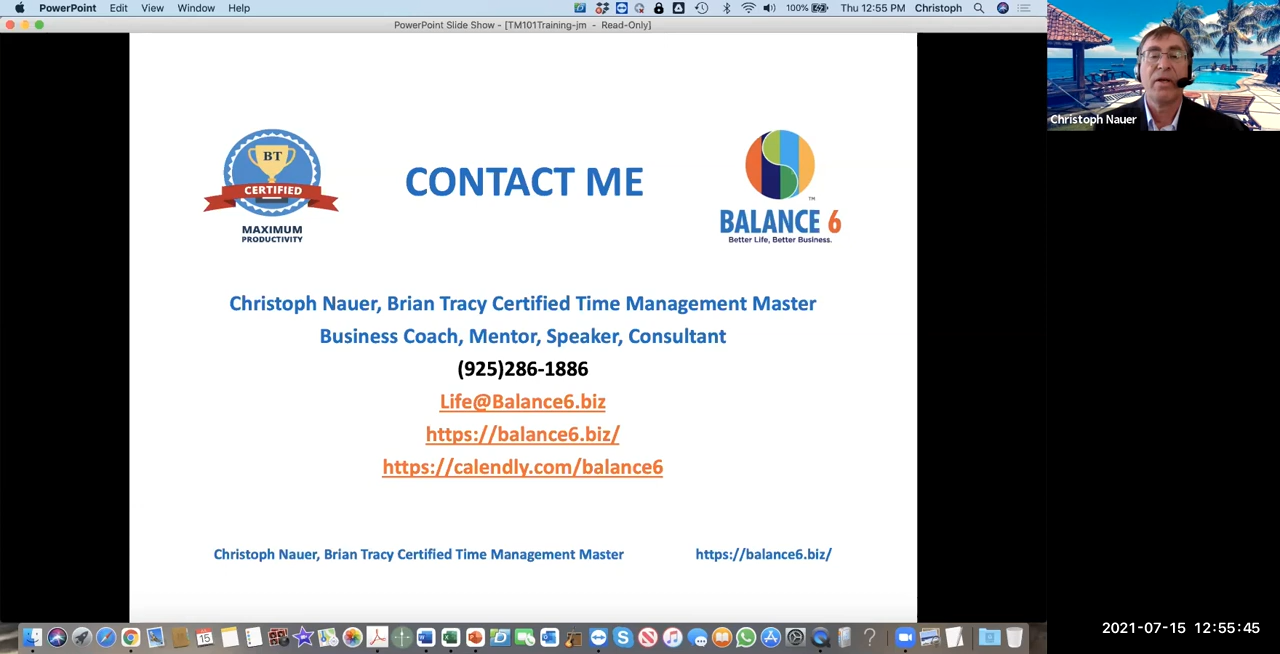 PowerPoint Edit View Window Help
100% Thu 12:55 PM Christoph
PowerPoint Slide Show - [TM101Training-jm - Read-Only]
Christoph Nauer
BT
CERTIFIED
MAXIMUM
PRODUCTIVITY
CONTACT ME
TM
BALANCE 6
Better Life, Better Business.
Christoph Nauer, Brian Tracy Certified Time Management Master
Business Coach, Mentor, Speaker, Consultant
(925)286-1886
Life@Balance6.biz
https://balance6.biz/
https://calendly.com/balance6
Christoph Nauer, Brian Tracy Certified Time Management Master https://balance6.biz/
15
2021-07-15 12:55:45